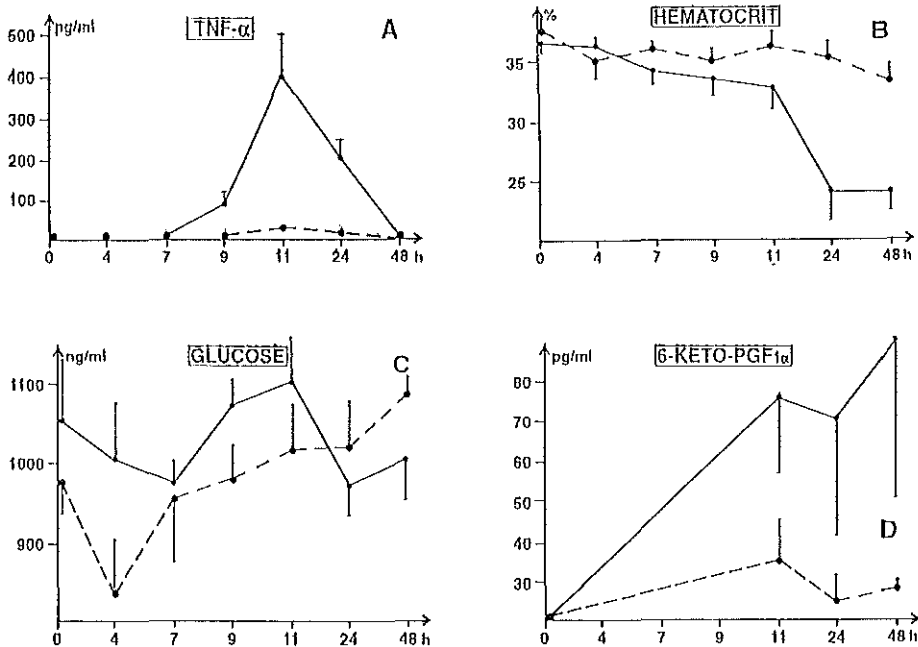 pg/ml TNF-α A
500
400
300
200
100
0 4 7 9 11 24 48 h
% HEMATOCRIT B
35
30
25
0 4 7 9 11 24 48 h
ng/ml GLUCOSE C
1100
1000
900
0 4 7 9 11 24 48 h
pg/ml 6-KETO-PGF1α
80
70
60
50
40 D
30
0 4 7 9 11 24 48 h